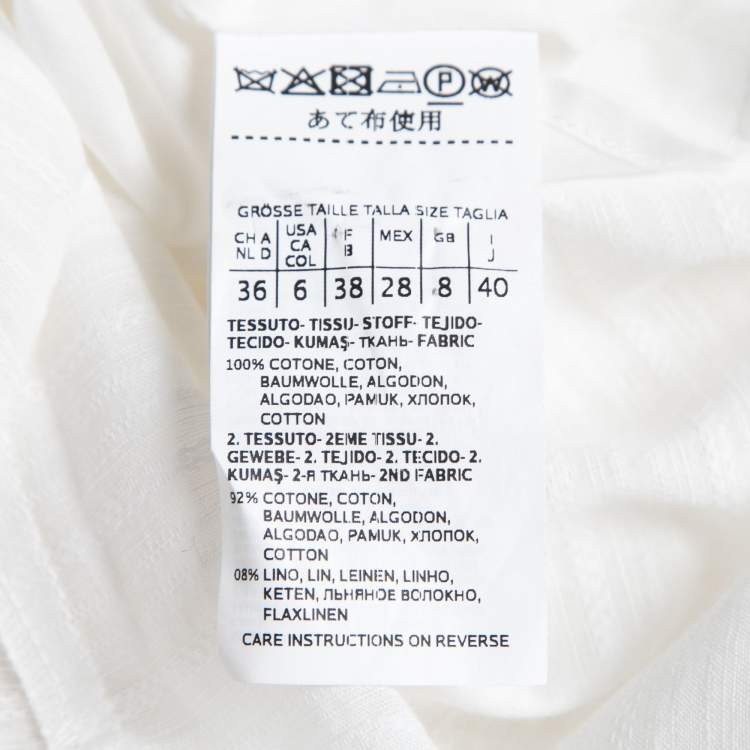 P W
あて布使用
GRÖSSE TAILLE TALLA SIZE TAGLIA
CH A NL D USA CA COL F B MEX GB I J
36 6 38 28 8 40
TESSUTO- TISSU- STOFF- TEJIDO-
TECIDO- KUMAŞ- ТКАНЬ- FABRIC
100% COTONE, COTON,
BAUMWOLLE, ALGODON,
ALGODAO, PAMUK, ХЛОПОК,
COTTON
2. TESSUTO- 2EME TISSU- 2.
GEWEBE- 2. TEJIDO- 2. TECIDO- 2.
KUMAŞ- 2-Я ТКАНЬ- 2ND FABRIC
92% COTONE, COTON,
BAUMWOLLE, ALGODON,
ALGODAO, PAMUK, ХЛОПОК,
COTTON
08% LINO, LIN, LEINEN, LINHO,
KETEN, ЛЬНЯНОЕ ВОЛОКНО,
FLAXLINEN
CARE INSTRUCTIONS ON REVERSE